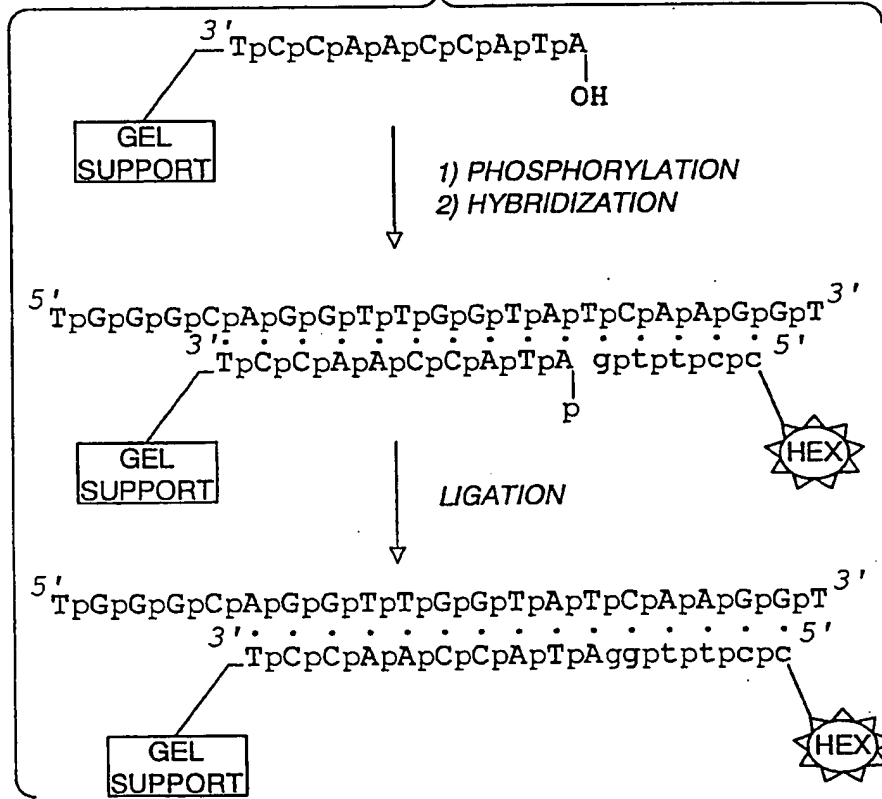 3' TpCpCpApApCpCpApTpA
OH
GEL
SUPPORT
1) PHOSPHORYLATION
2) HYBRIDIZATION
5' TpGpGpGpCpApGpGpTpTpGpGpTpApTpCpApApGpGpT 3'
3' TpCpCpApApCpCpApTpA gptptpcpc 5'
p
GEL
SUPPORT
HEX
LIGATION
5' TpGpGpGpCpApGpGpTpTpGpGpTpApTpCpApApGpGpT 3'
3' TpCpCpApApCpCpApTpAggptptpcpc 5'
GEL
SUPPORT
HEX